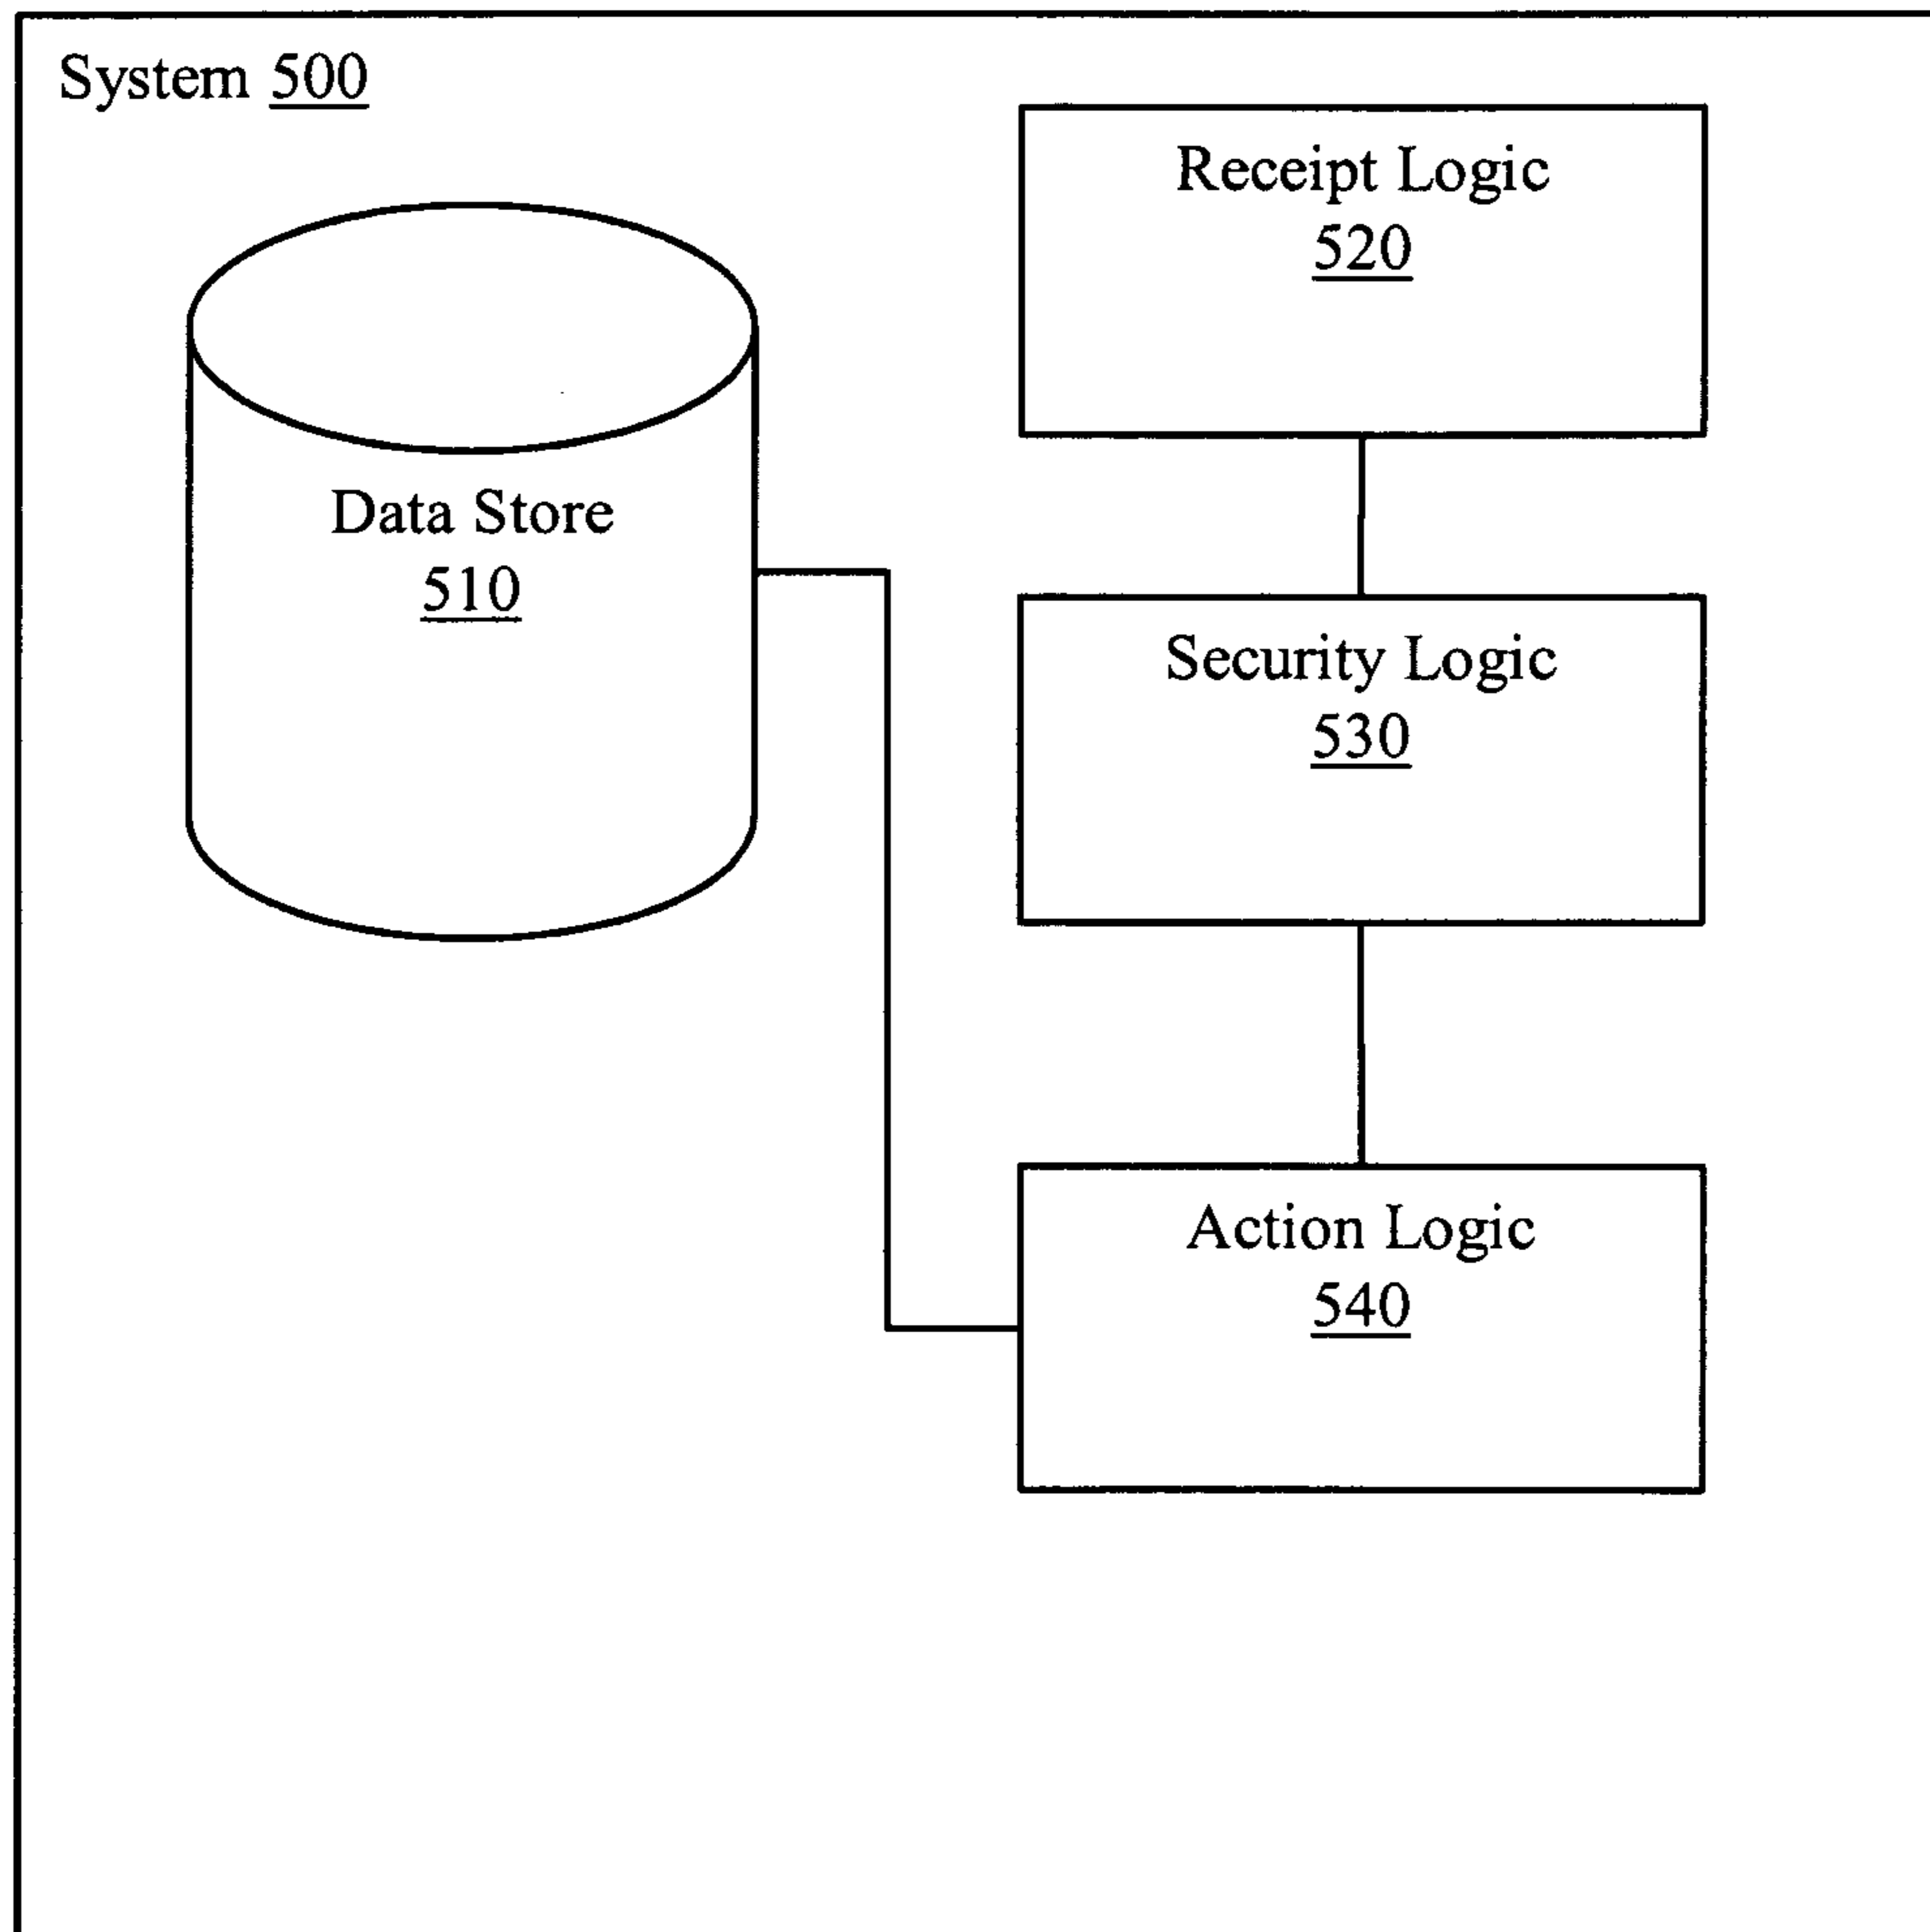 System 500
Receipt Logic
520
Data Store
510
Security Logic
530
Action Logic
540